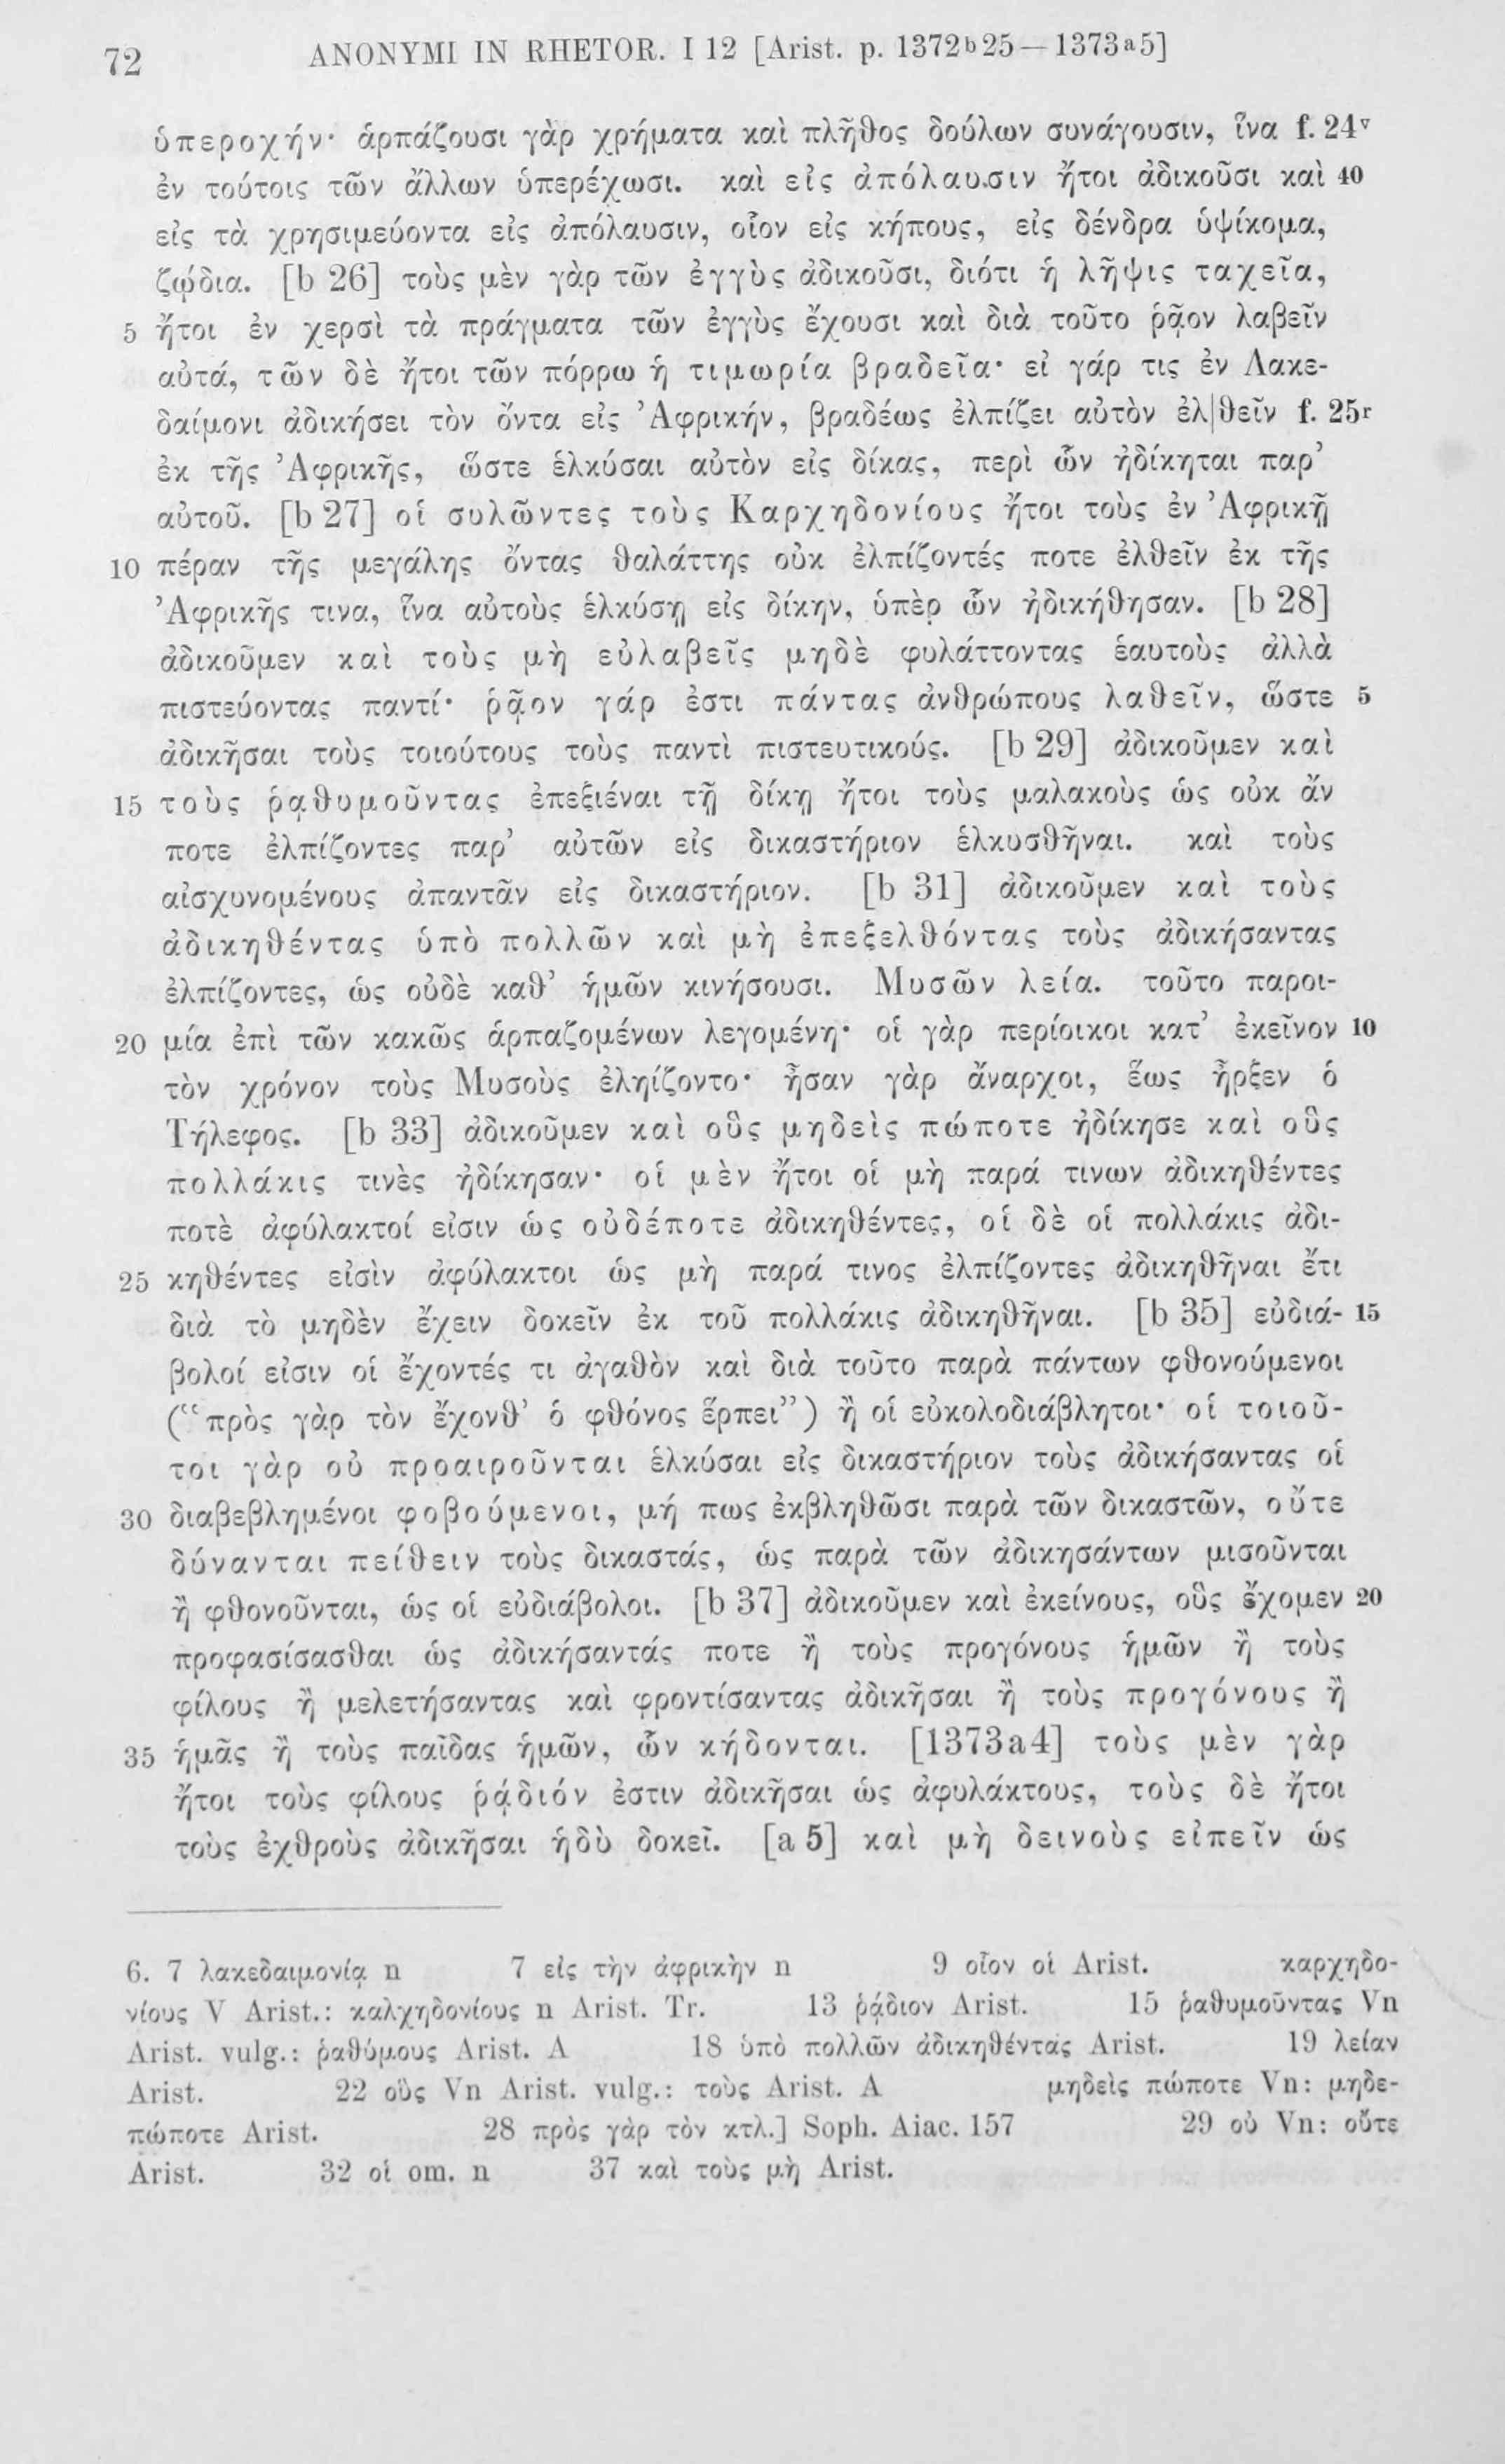 72 ANONYMI IN RHETOR. I 12 [Arist. p. 1372b25—1373a5]
ὑπεροχήν· ἁρπάζουσι γὰρ χρήματα καὶ πλῆθος δούλων συνάγουσιν, ἵνα f. 24v
ἐν τούτοις τῶν ἄλλων ὑπερέχωσι. καὶ εἰς ἀπόλαυσιν ἤτοι ἀδικοῦσι καὶ 40
εἰς τὰ χρησιμεύοντα εἰς ἀπόλαυσιν, οἷον εἰς κήπους, εἰς δένδρα ὑψίκομα,
ζῴδια. [b 26] τοὺς μὲν γὰρ τῶν ἐγγὺς ἀδικοῦσι, διότι ἡ λῆψις ταχεῖα,
5 ἤτοι ἐν χερσὶ τὰ πράγματα τῶν ἐγγὺς ἔχουσι καὶ διὰ τοῦτο ῥᾷον λαβεῖν
αὐτά, τῶν δὲ ἤτοι τῶν πόρρω ἡ τιμωρία βραδεῖα· εἰ γάρ τις ἐν Λακε-
δαίμονι ἀδικήσει τὸν ὄντα εἰς Ἀφρικήν, βραδέως ἐλπίζει αὐτὸν ἐλ|θεῖν f. 25r
ἐκ τῆς Ἀφρικῆς, ὥστε ἑλκύσαι αὐτὸν εἰς δίκας, περὶ ὧν ἠδίκηται παρ’
αὐτοῦ. [b 27] οἱ συλῶντες τοὺς Καρχηδονίους ἤτοι τοὺς ἐν Ἀφρικῇ
10 πέραν τῆς μεγάλης ὄντας θαλάττης οὐκ ἐλπίζοντές ποτε ἐλθεῖν ἐκ τῆς
Ἀφρικῆς τινα, ἵνα αὐτοὺς ἑλκύσῃ εἰς δίκην, ὑπὲρ ὧν ἠδικήθησαν. [b 28]
ἀδικοῦμεν καὶ τοὺς μὴ εὐλαβεῖς μηδὲ φυλάττοντας ἑαυτοὺς ἀλλὰ
πιστεύοντας παντί· ῥᾷον γάρ ἐστι πάντας ἀνθρώπους λαθεῖν, ὥστε 5
ἀδικῆσαι τοὺς τοιούτους τοὺς παντὶ πιστευτικούς. [b 29] ἀδικοῦμεν καὶ
15 τοὺς ῥᾳθυμοῦντας ἐπεξιέναι τῇ δίκῃ ἤτοι τοὺς μαλακοὺς ὡς οὐκ ἄν
ποτε ἐλπίζοντες παρ’ αὐτῶν εἰς δικαστήριον ἑλκυσθῆναι. καὶ τοὺς
αἰσχυνομένους ἀπαντᾶν εἰς δικαστήριον. [b 31] ἀδικοῦμεν καὶ τοὺς
ἀδικηθέντας ὑπὸ πολλῶν καὶ μὴ ἐπεξελθόντας τοὺς ἀδικήσαντας
ἐλπίζοντες, ὡς οὐδὲ καθ’ ἡμῶν κινήσουσι. Μυσῶν λεία. τοῦτο παροι-
20 μία ἐπὶ τῶν κακῶς ἁρπαζομένων λεγομένη· οἱ γὰρ περίοικοι κατ’ ἐκεῖνον 10
τὸν χρόνον τοὺς Μυσοὺς ἐληίζοντο· ἦσαν γὰρ ἄναρχοι, ἕως ἦρξεν ὁ
Τήλεφος. [b 33] ἀδικοῦμεν καὶ οὓς μηδεὶς πώποτε ἠδίκησε καὶ οὓς
πολλάκις τινὲς ἠδίκησαν· οἱ μὲν ἤτοι οἱ μὴ παρά τινων ἀδικηθέντες
ποτὲ ἀφύλακτοί εἰσιν ὡς οὐδέποτε ἀδικηθέντες, οἱ δὲ οἱ πολλάκις ἀδι-
25 κηθέντες εἰσὶν ἀφύλακτοι ὡς μὴ παρά τινος ἐλπίζοντες ἀδικηθῆναι ἔτι
διὰ τὸ μηδὲν ἔχειν δοκεῖν ἐκ τοῦ πολλάκις ἀδικηθῆναι. [b 35] εὐδιά- 15
βολοί εἰσιν οἱ ἔχοντές τι ἀγαθὸν καὶ διὰ τοῦτο παρὰ πάντων φθονούμενοι
(“πρὸς γὰρ τὸν ἔχονθ’ ὁ φθόνος ἕρπει”) ἢ οἱ εὐκολοδιάβλητοι· οἱ τοιοῦ-
τοι γὰρ οὐ προαιροῦνται ἑλκύσαι εἰς δικαστήριον τοὺς ἀδικήσαντας οἱ
30 διαβεβλημένοι φοβούμενοι, μή πως ἐκβληθῶσι παρὰ τῶν δικαστῶν, οὔτε
δύνανται πείθειν τοὺς δικαστάς, ὡς παρὰ τῶν ἀδικησάντων μισοῦνται
ἢ φθονοῦνται, ὡς οἱ εὐδιάβολοι. [b 37] ἀδικοῦμεν καὶ ἐκείνους, οὓς ἔχομεν 20
προφασίσασθαι ὡς ἀδικήσαντάς ποτε ἢ τοὺς προγόνους ἡμῶν ἢ τοὺς
φίλους ἢ μελετήσαντας καὶ φροντίσαντας ἀδικῆσαι ἢ τοὺς προγόνους ἢ
35 ἡμᾶς ἢ τοὺς παῖδας ἡμῶν, ὧν κήδονται. [1373a4] τοὺς μὲν γὰρ
ἤτοι τοὺς φίλους ῥᾴδιόν ἐστιν ἀδικῆσαι ὡς ἀφυλάκτους, τοὺς δὲ ἤτοι
τοὺς ἐχθροὺς ἀδικῆσαι ἡδὺ δοκεῖ. [a 5] καὶ μὴ δεινοὺς εἰπεῖν ὡς
6. 7 λακεδαιμονίᾳ n 7 εἰς τὴν ἀφρικὴν n 9 οἷον οἱ Arist. καρχηδο-
νίους V Arist.: καλχηδονίους n Arist. Tr. 13 ῥᾴδιον Arist. 15 ῥαθυμοῦντας Vn
Arist. vulg.: ῥαθύμους Arist. A 18 ὑπὸ πολλῶν ἀδικηθέντας Arist. 19 λείαν
Arist. 22 οὓς Vn Arist. vulg.: τοὺς Arist. A μηδεὶς πώποτε Vn: μηδε-
πώποτε Arist. 28 πρὸς γὰρ τὸν κτλ.] Soph. Aiac. 157 29 οὐ Vn: οὔτε
Arist. 32 οἱ om. n 37 καὶ τοὺς μὴ Arist.